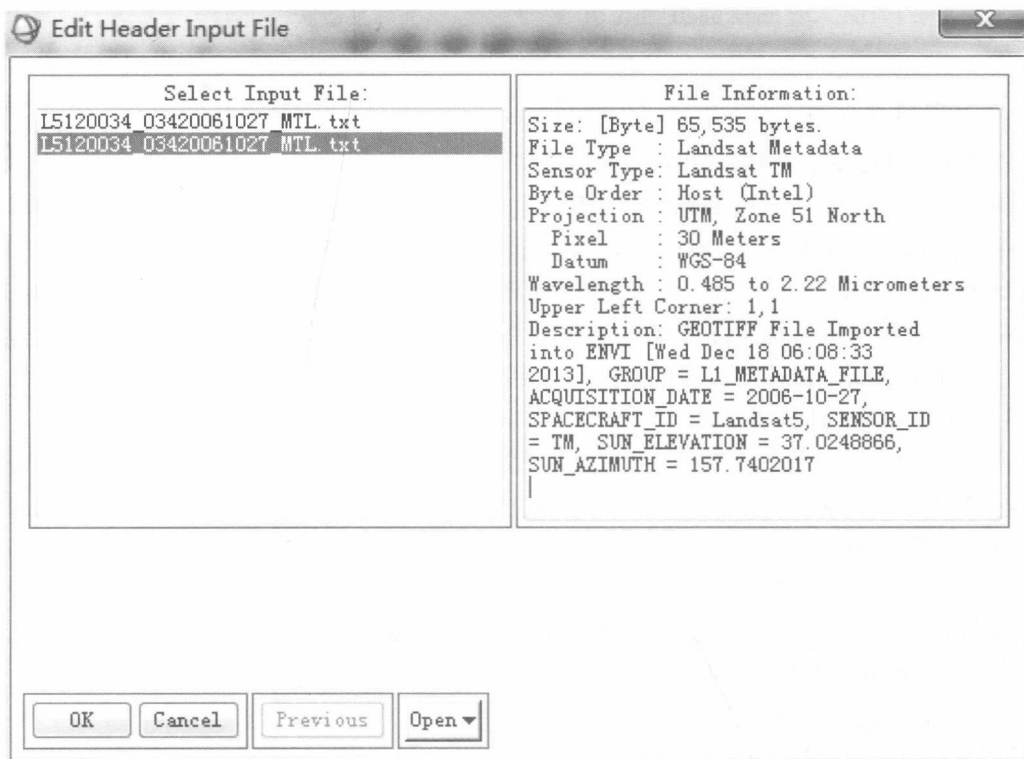 Edit Header Input File
X
Select Input File:
L5120034_03420061027_MTL.txt
L5120034_03420061027_MTL.txt
File Information:
Size: [Byte] 65,535 bytes.
File Type  : Landsat Metadata
Sensor Type: Landsat TM
Byte Order : Host (Intel)
Projection : UTM, Zone 51 North
  Pixel    : 30 Meters
  Datum    : WGS-84
Wavelength : 0.485 to 2.22 Micrometers
Upper Left Corner: 1,1
Description: GEOTIFF File Imported
into ENVI [Wed Dec 18 06:08:33
2013], GROUP = L1_METADATA_FILE,
ACQUISITION_DATE = 2006-10-27,
SPACECRAFT_ID = Landsat5, SENSOR_ID
= TM, SUN_ELEVATION = 37.0248866,
SUN_AZIMUTH = 157.7402017
OK
Cancel
Previous
Open